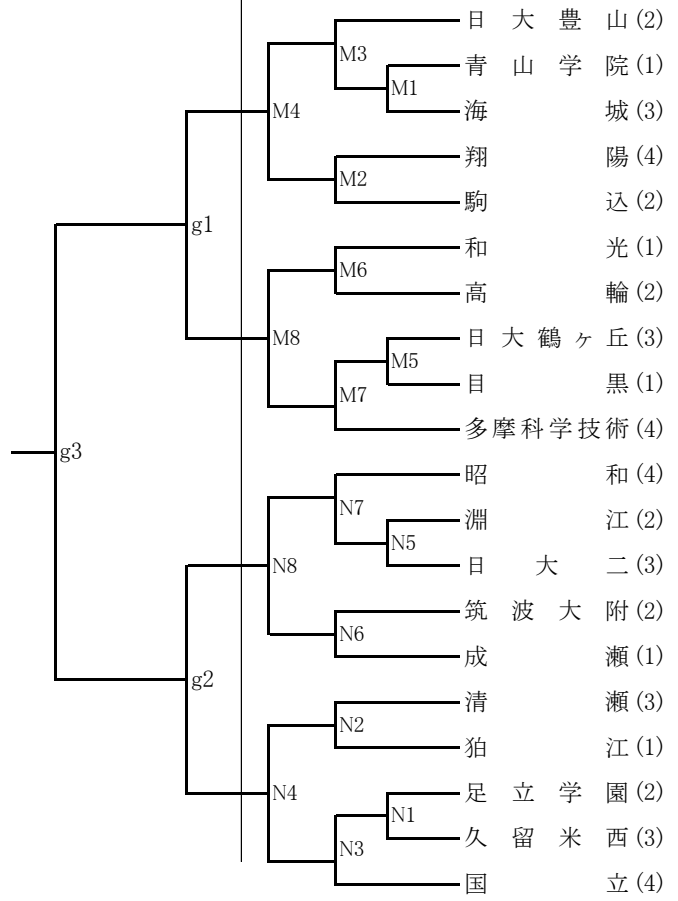 日大豊山(2)
M3
青山学院(1)
M1
海城(3)
M4
翔陽(4)
M2
駒込(2)
g1
和光(1)
M6
高輪(2)
M8
日大鶴ヶ丘(3)
M5
目黒(1)
M7
多摩科学技術(4)
g3
昭和(4)
N7
淵江(2)
N5
日大二(3)
N8
筑波大附(2)
N6
成瀬(1)
g2
清瀬(3)
N2
狛江(1)
N4
足立学園(2)
N1
久留米西(3)
N3
国立(4)